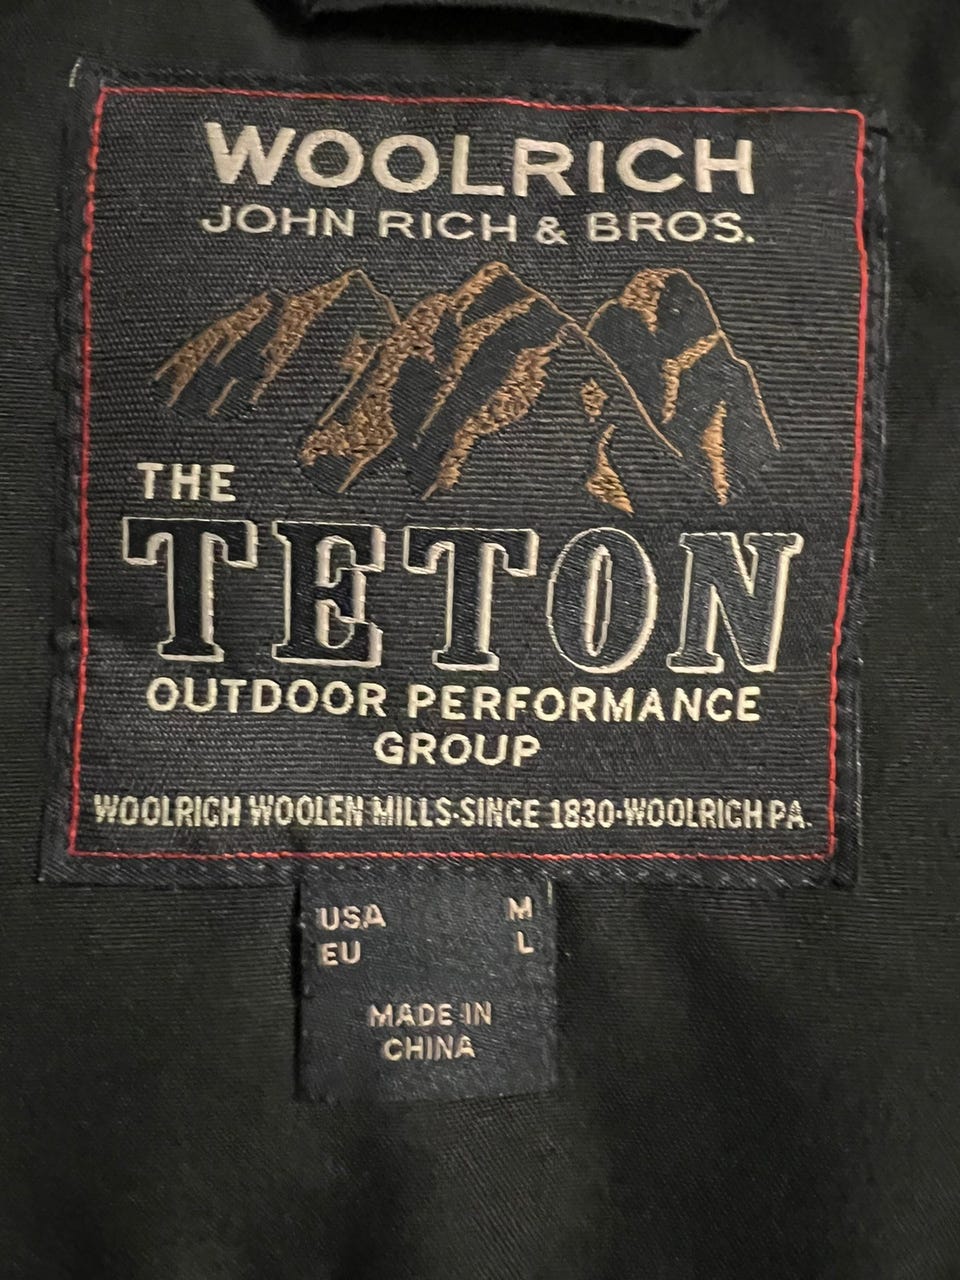 WOOLRICH
JOHN RICH & BROS.
THE
TETON
OUTDOOR PERFORMANCE
GROUP
WOOLRICH WOOLEN MILLS·SINCE 1830·WOOLRICH PA.
USA M
EU L
MADE IN
CHINA